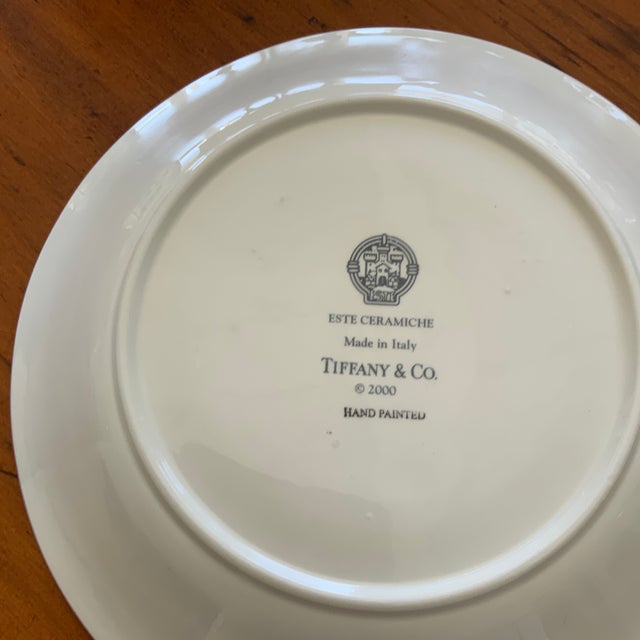 ESTE CERAMICHE
Made in Italy
TIFFANY & CO.
© 2000
HAND PAINTED